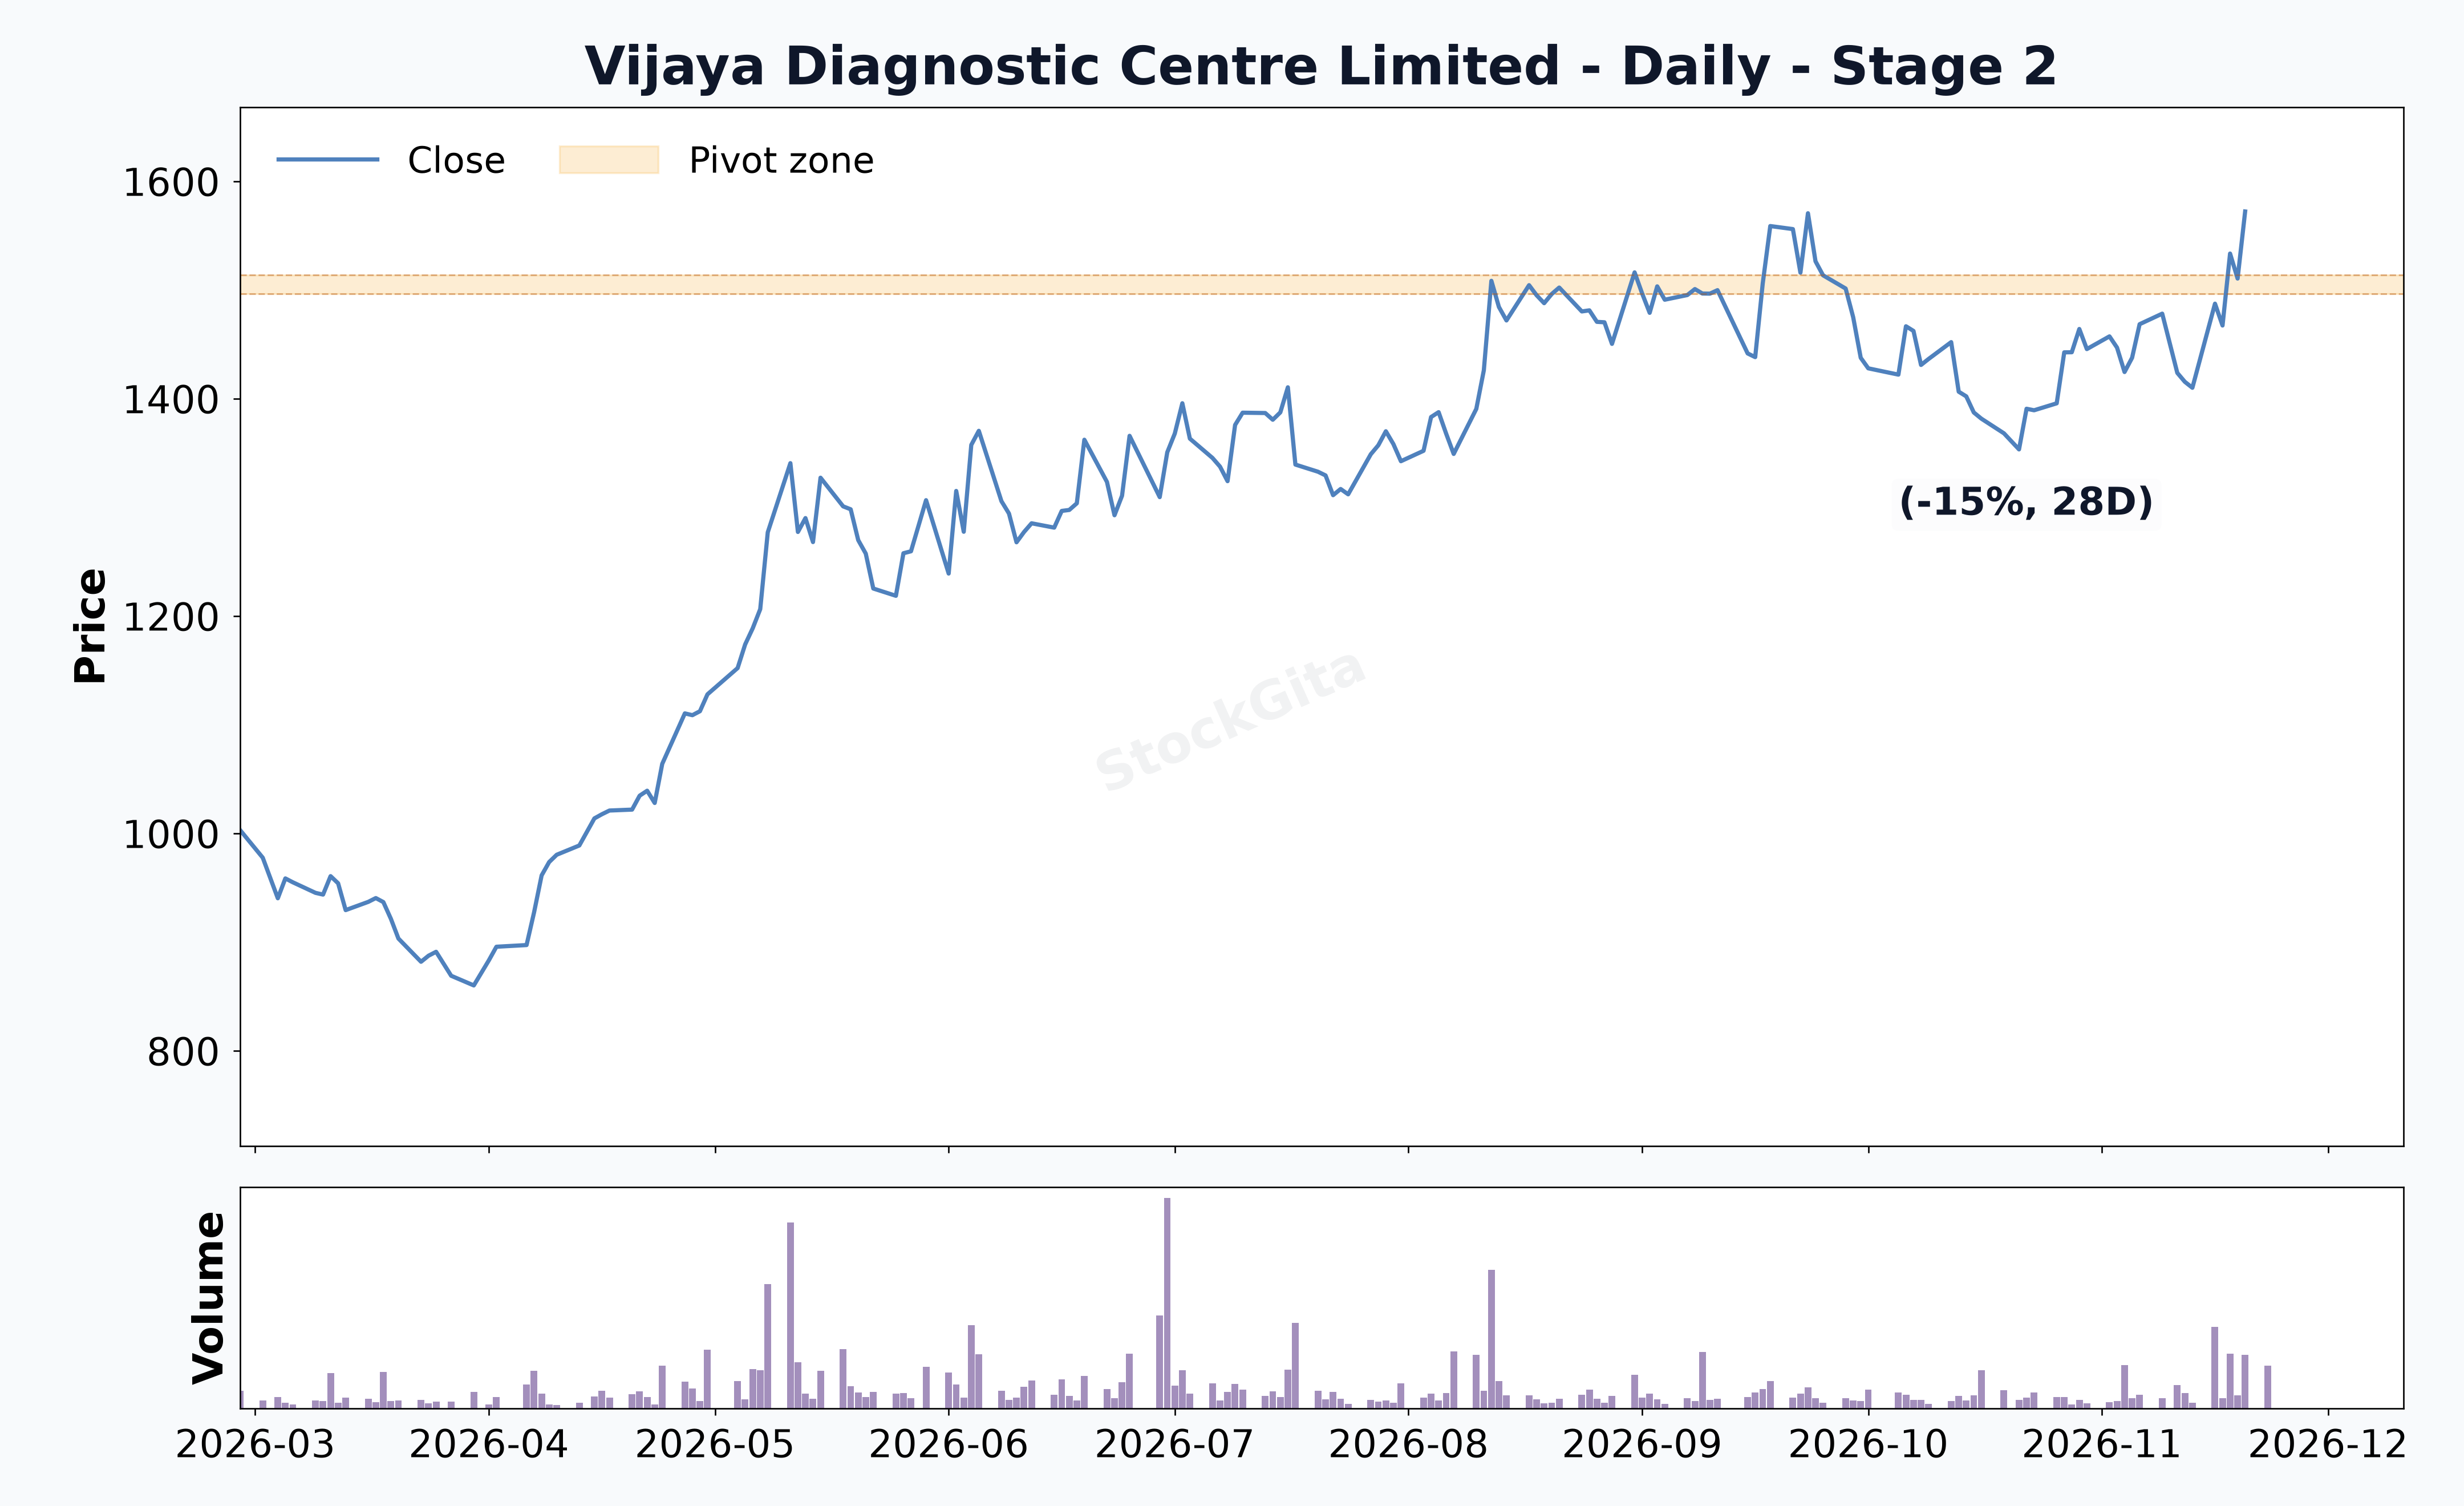 Vijaya Diagnostic Centre Limited - Daily - Stage 2
Close
Pivot zone
1600
1400
1200
1000
800
Price
(-15%, 28D)
StockGita
Volume
2026-03
2026-04
2026-05
2026-06
2026-07
2026-08
2026-09
2026-10
2026-11
2026-12